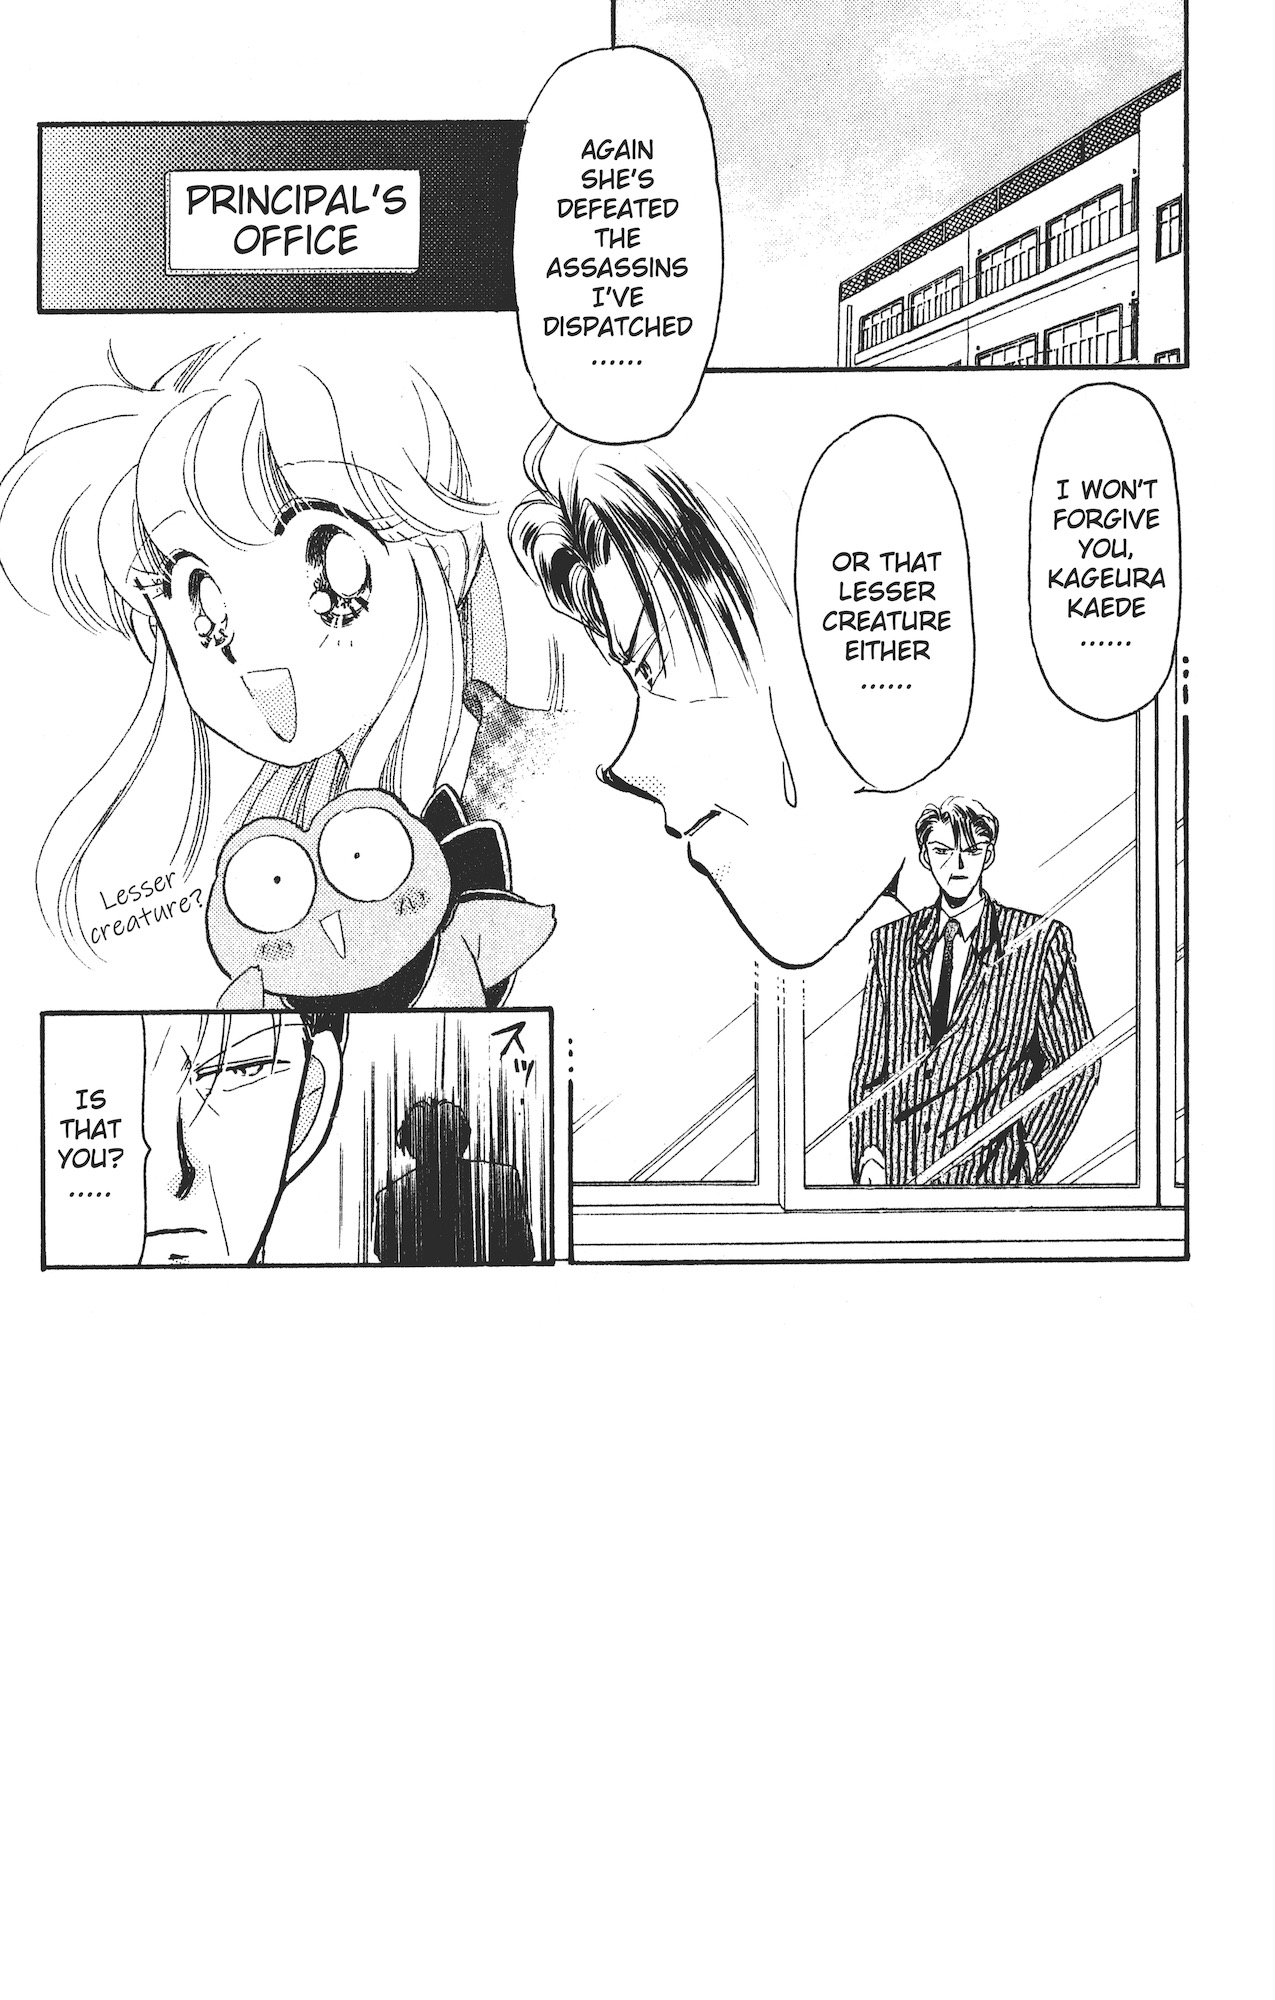 AGAIN
SHE'S
DEFEATED
THE
ASSASSINS
I'VE
DISPATCHED
......
PRINCIPAL'S
OFFICE
I WON'T
FORGIVE
YOU,
KAGEURA
KAEDE
......
OR THAT
LESSER
CREATURE
EITHER
......
Lesser
creature?
スッ
IS
THAT
YOU?
.....